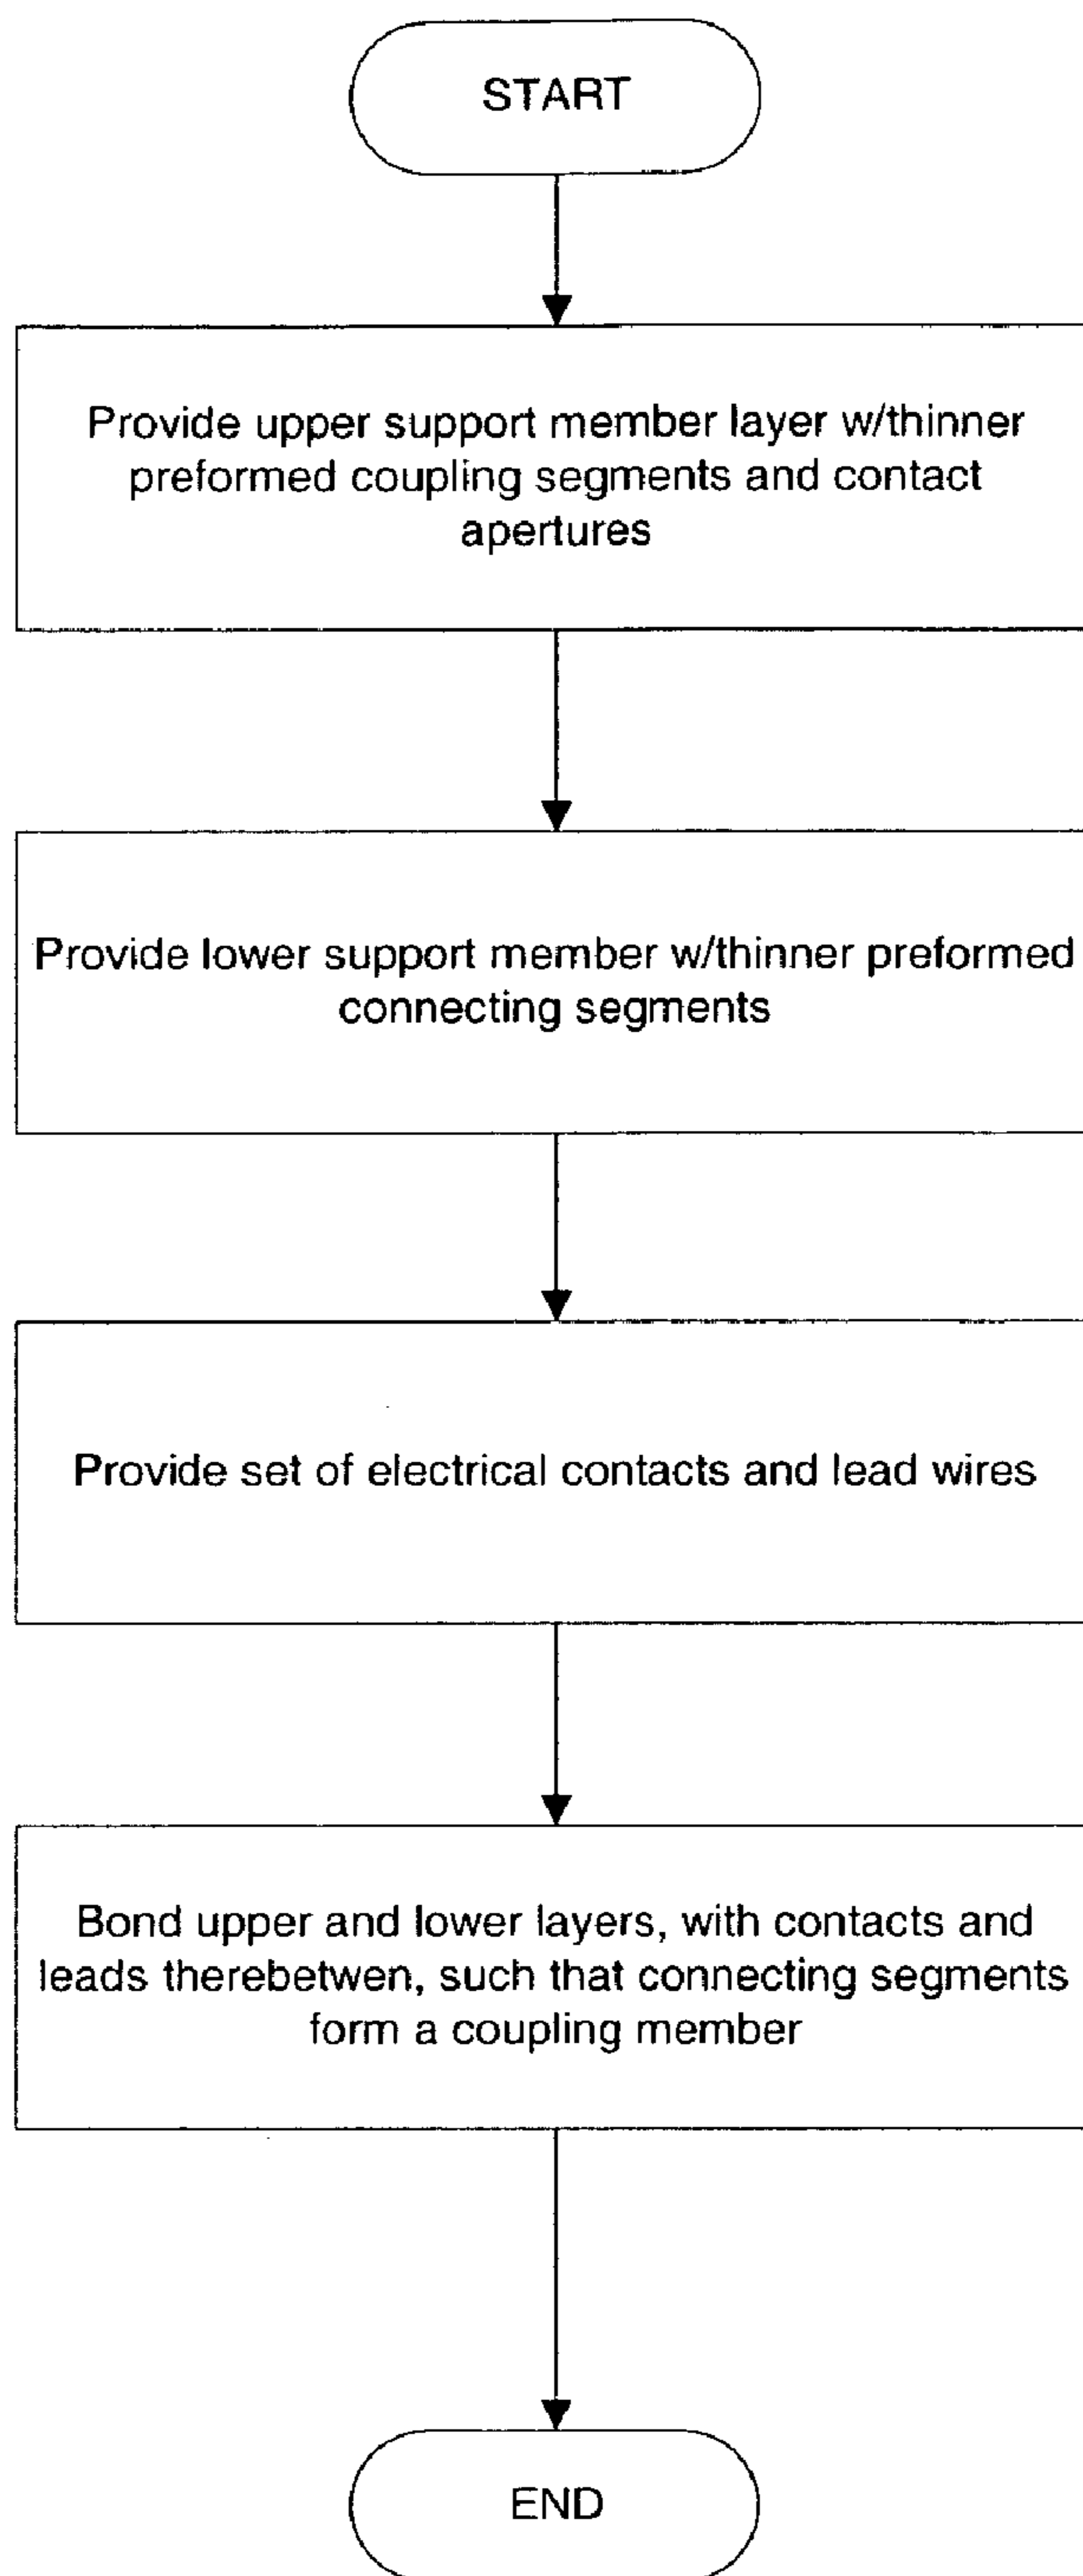 START
Provide upper support member layer w/thinner
preformed coupling segments and contact
apertures
Provide lower support member w/thinner preformed
connecting segments
Provide set of electrical contacts and lead wires
Bond upper and lower layers, with contacts and
leads therebetwen, such that connecting segments
form a coupling member
END